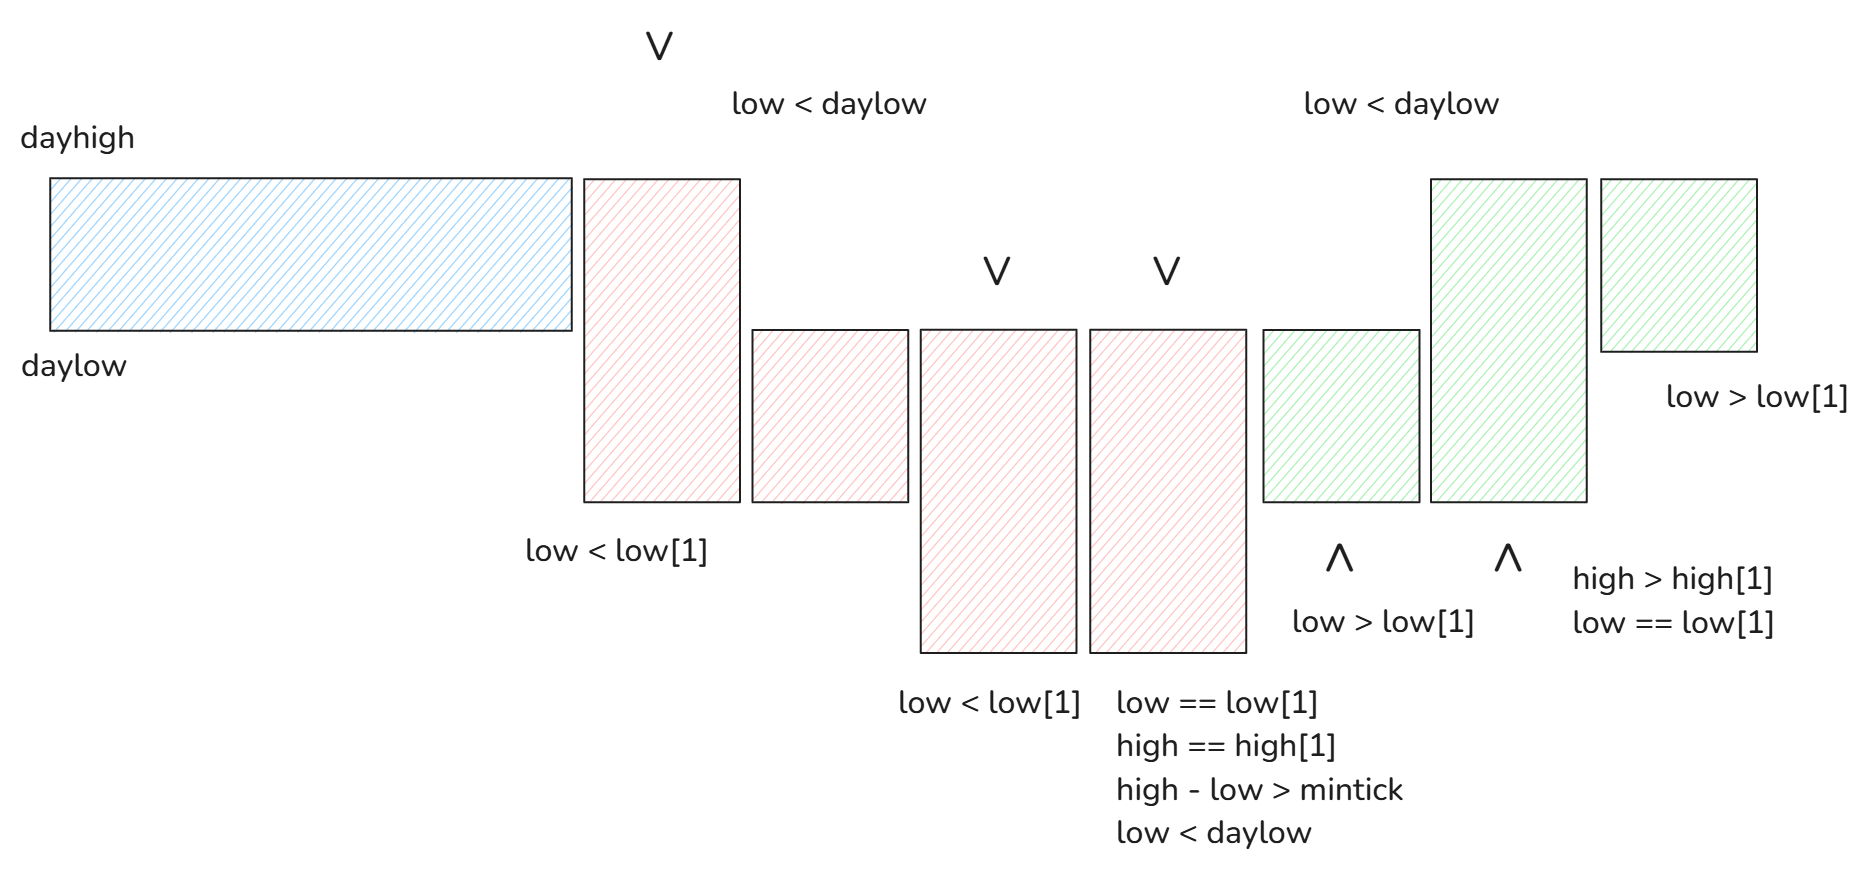 V
low < daylow
low < daylow
dayhigh
V
V
daylow
low > low[1]
low < low[1]
Λ
Λ
high > high[1]
low > low[1]
low == low[1]
low < low[1]
low == low[1]
high == high[1]
high - low > mintick
low < daylow